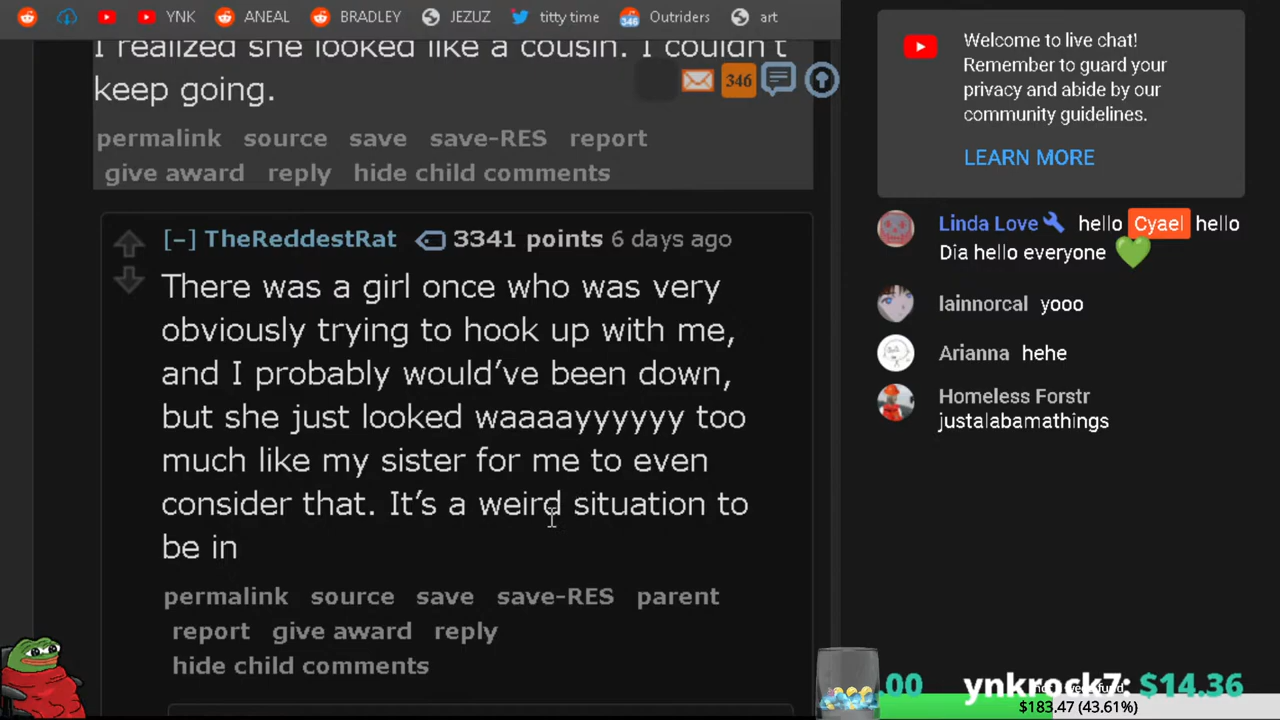 YNK ANEAL BRADLEY JEZUZ titty time 346 Outriders art
I realized she looked like a cousin. I couldn't
keep going.
346
permalink source save save-RES report
give award reply hide child comments
[–] TheReddestRat 3341 points 6 days ago
There was a girl once who was very
obviously trying to hook up with me,
and I probably would've been down,
but she just looked waaaayyyyyy too
much like my sister for me to even
consider that. It's a weird situation to
be in
permalink source save save-RES parent
report give award reply
hide child comments
Welcome to live chat!
Remember to guard your
privacy and abide by our
community guidelines.
LEARN MORE
Linda Love hello Cyael hello
Dia hello everyone
Iainnorcal yooo
Arianna hehe
Homeless Forstr
justalabamathings
.00 ynkrock7: $14.36
$183.47 (43.61%)